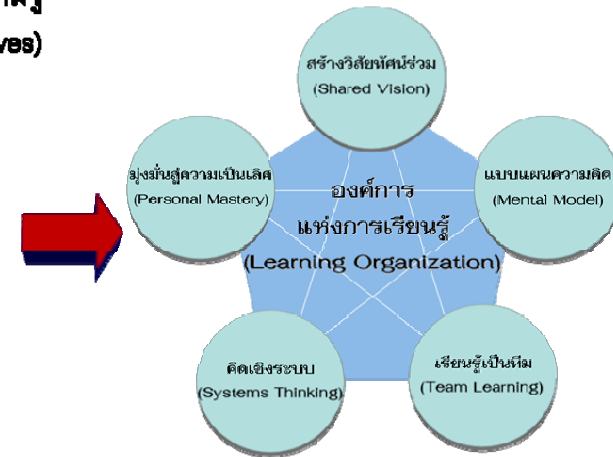 สร้างวิสัยทัศน์ร่วม
(Shared Vision)
มุ่งมั่นสู่ความเป็นเลิศ
(Personal Mastery)
แบบแผนความคิด
(Mental Model)
องค์การ
แห่งการเรียนรู้
(Learning Organization)
คิดเชิงระบบ
(Systems Thinking)
เรียนรู้เป็นทีม
(Team Learning)